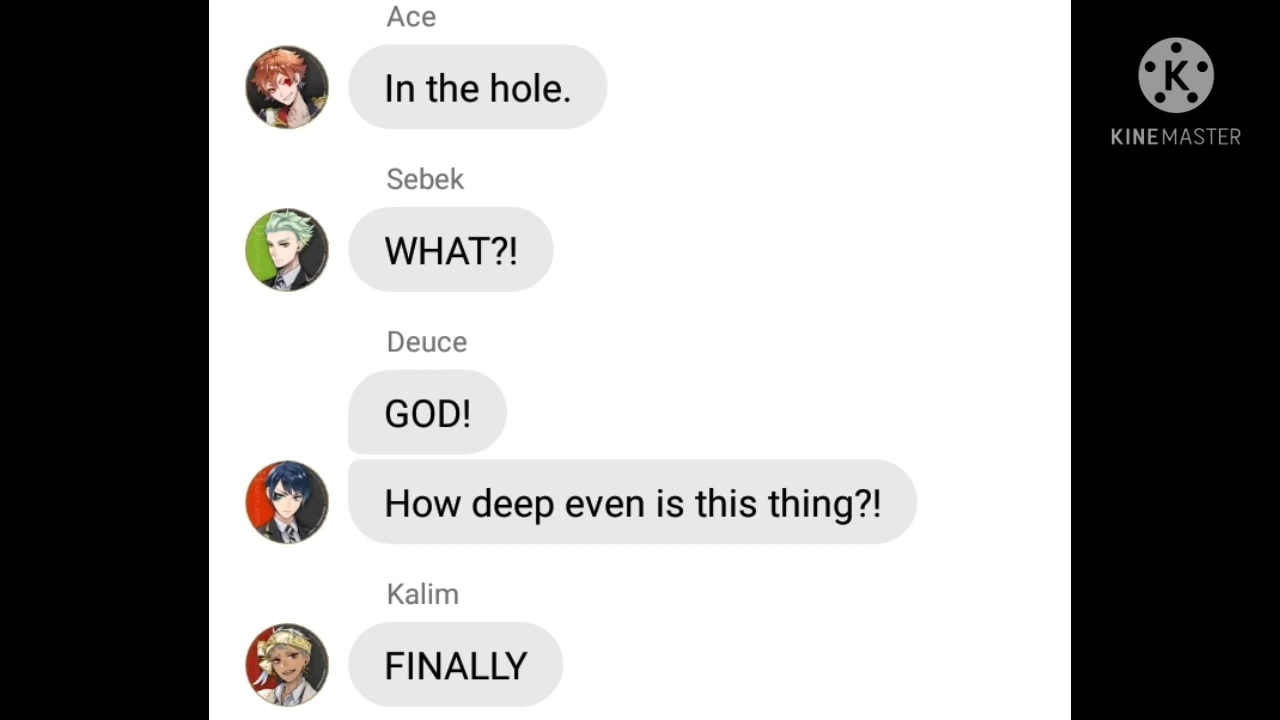 Ace
In the hole.
Sebek
WHAT?!
Deuce
GOD!
How deep even is this thing?!
Kalim
FINALLY
K
KINEMASTER